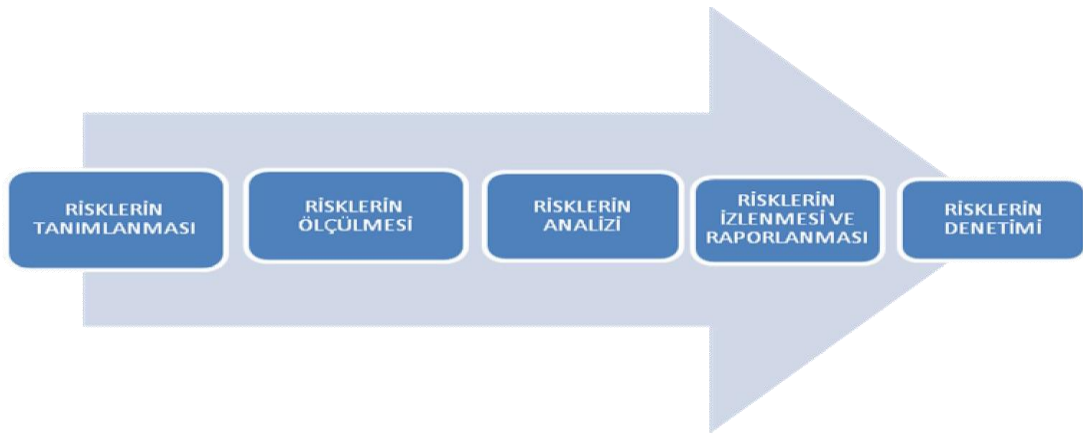 RİSKLERİN
TANIMLANMASI
RİSKLERİN
ÖLÇÜLMESİ
RİSKLERİN
ANALİZİ
RİSKLERİN
İZLENMESİ VE
RAPORLANMASI
RİSKLERİN
DENETİMİ